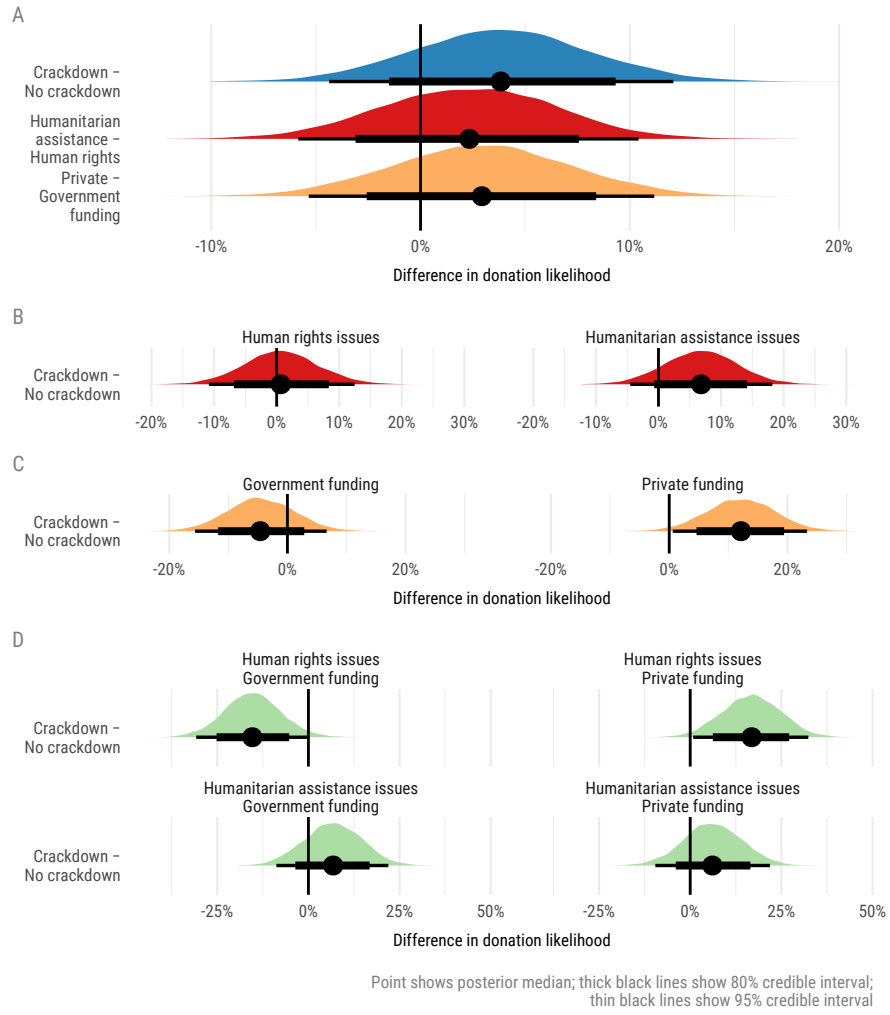 A
Crackdown −
No crackdown
Humanitarian
assistance −
Human rights
Private −
Government
funding
-10%
0%
10%
20%
Difference in donation likelihood
B
Human rights issues
Humanitarian assistance issues
Crackdown −
No crackdown
-20%
-10%
0%
10%
20%
30%
-20%
-10%
0%
10%
20%
30%
C
Government funding
Private funding
Crackdown −
No crackdown
-20%
0%
20%
-20%
0%
20%
Difference in donation likelihood
D
Human rights issues
Government funding
Human rights issues
Private funding
Crackdown −
No crackdown
Humanitarian assistance issues
Government funding
Humanitarian assistance issues
Private funding
Crackdown −
No crackdown
-25%
0%
25%
50%
-25%
0%
25%
50%
Difference in donation likelihood
Point shows posterior median; thick black lines show 80% credible interval;
thin black lines show 95% credible interval